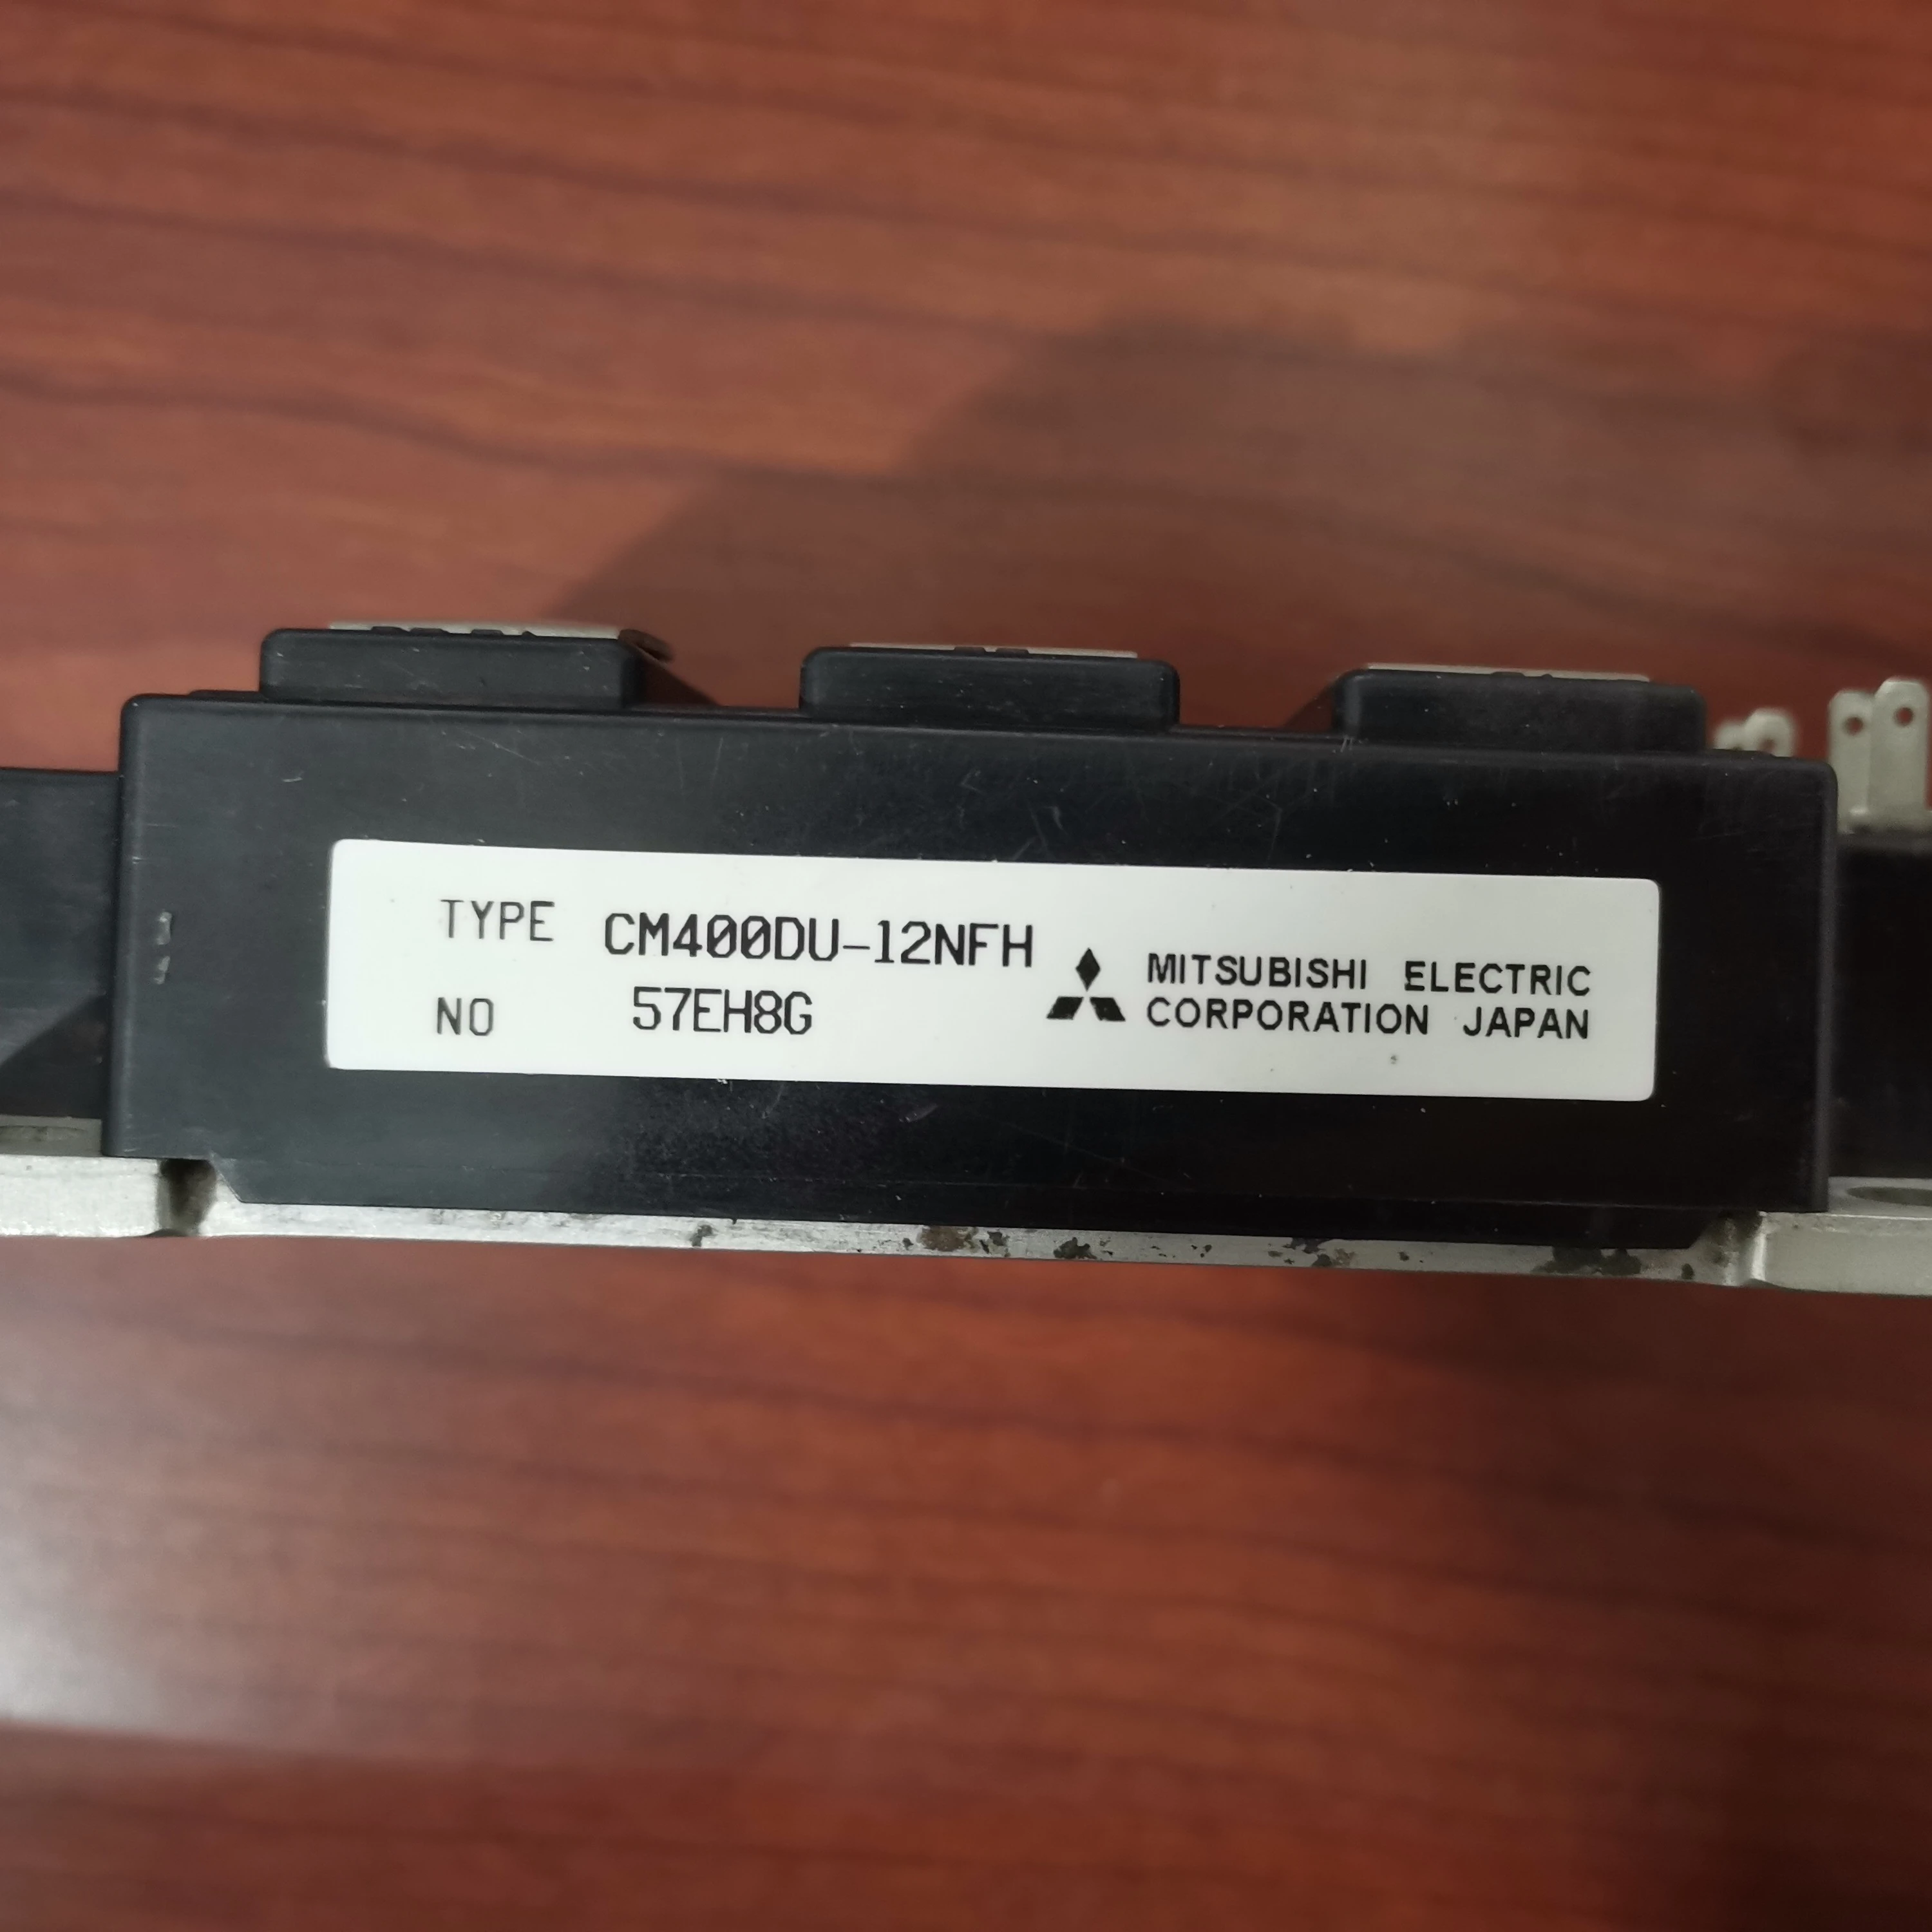 TYPE CM400DU-12NFH
NO 57EH8G
MITSUBISHI ELECTRIC
CORPORATION JAPAN